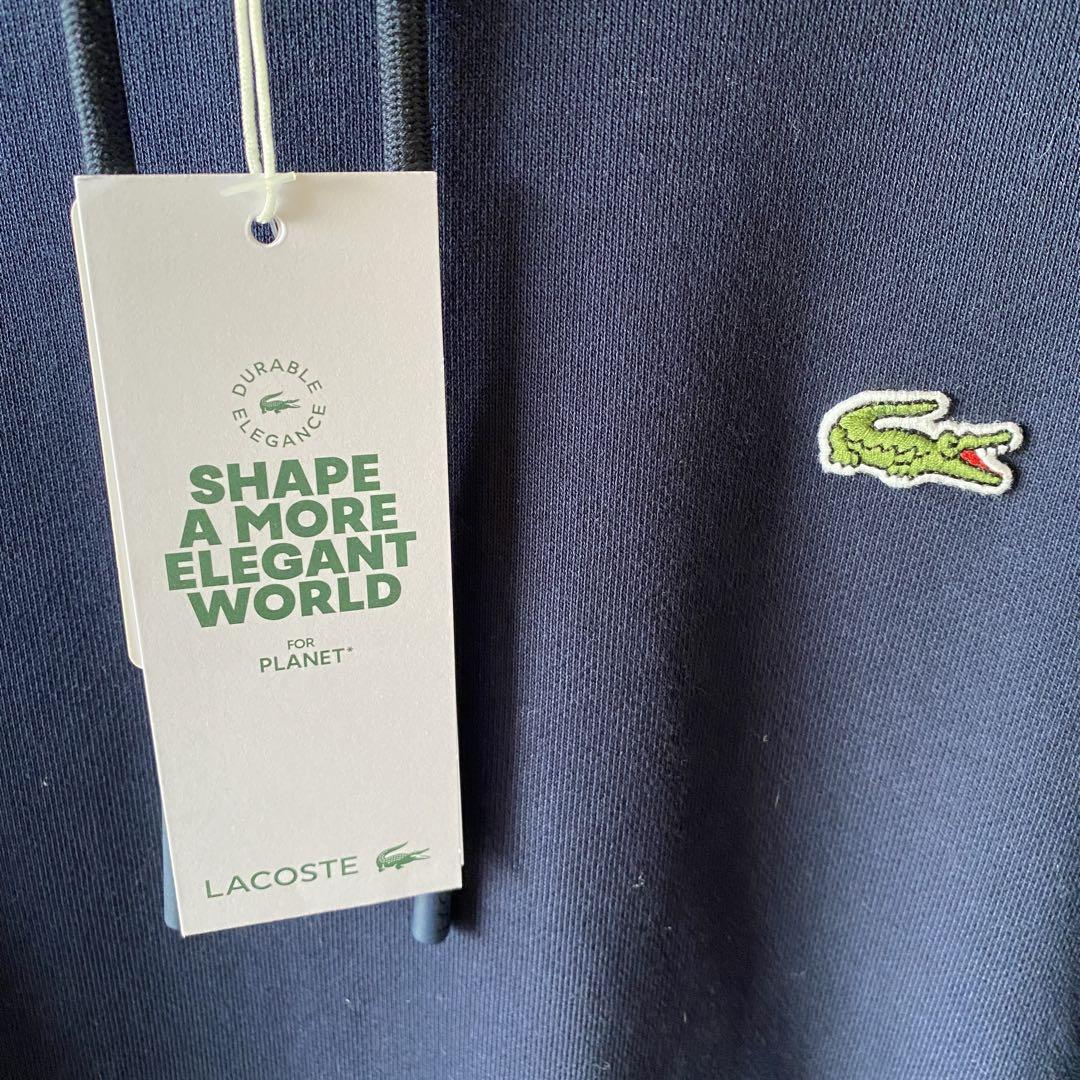 DURABLE
ELEGANCE
SHAPE
A MORE
ELEGANT
WORLD
FOR
PLANET*
LACOSTE